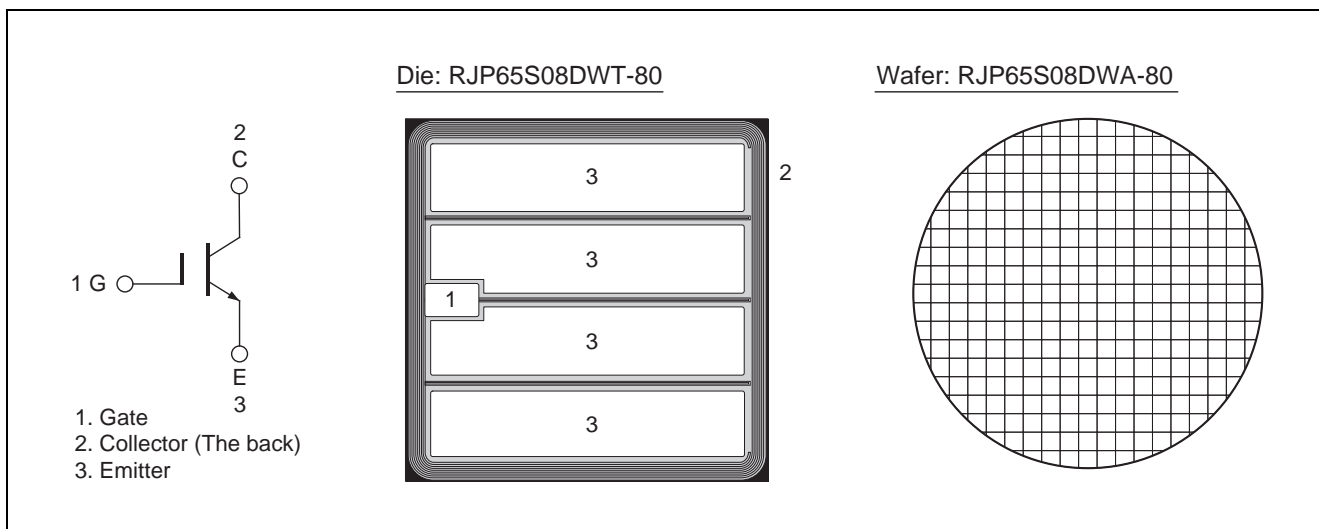 Die: RJP65S08DWT-80
Wafer: RJP65S08DWA-80
2
C
1 G
E
3
1. Gate
2. Collector (The back)
3. Emitter
3
2
3
1
3
3